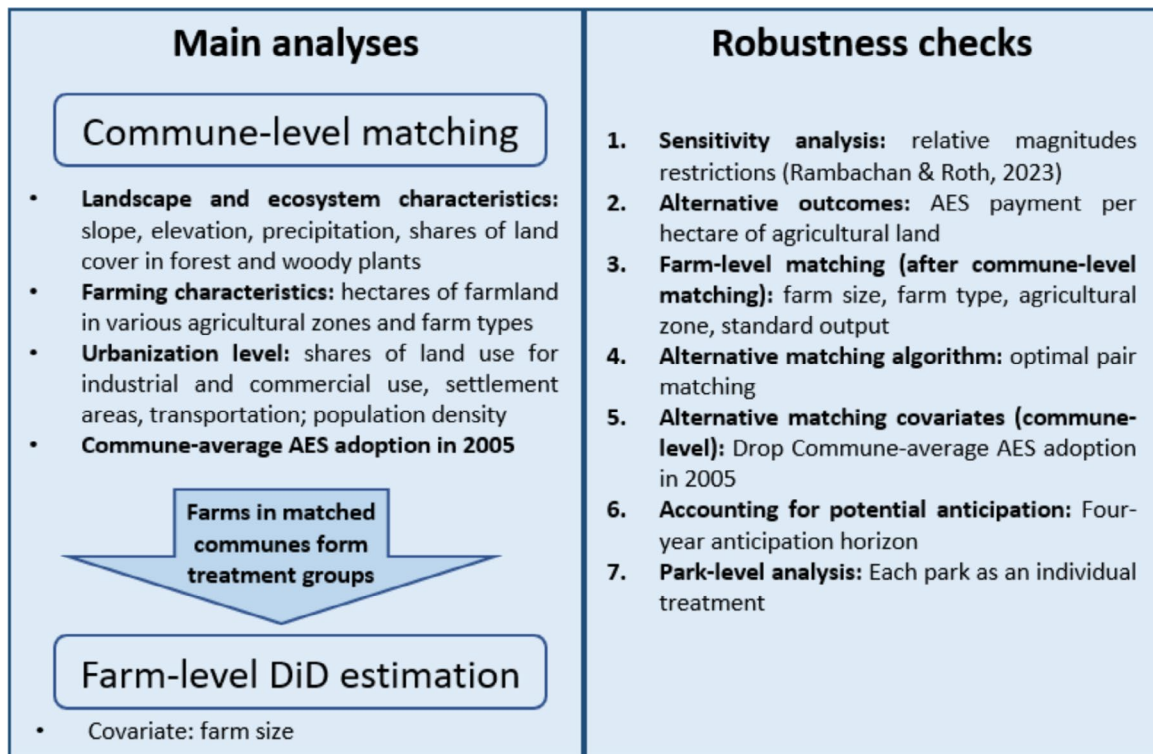 Main analyses
Commune-level matching
• Landscape and ecosystem characteristics:
slope, elevation, precipitation, shares of land
cover in forest and woody plants
• Farming characteristics: hectares of farmland
in various agricultural zones and farm types
• Urbanization level: shares of land use for
industrial and commercial use, settlement
areas, transportation; population density
• Commune-average AES adoption in 2005
Farms in matched
communes form
treatment groups
Farm-level DiD estimation
• Covariate: farm size
Robustness checks
1. Sensitivity analysis: relative magnitudes
restrictions (Rambachan & Roth, 2023)
2. Alternative outcomes: AES payment per
hectare of agricultural land
3. Farm-level matching (after commune-level
matching): farm size, farm type, agricultural
zone, standard output
4. Alternative matching algorithm: optimal pair
matching
5. Alternative matching covariates (commune-
level): Drop Commune-average AES adoption
in 2005
6. Accounting for potential anticipation: Four-
year anticipation horizon
7. Park-level analysis: Each park as an individual
treatment